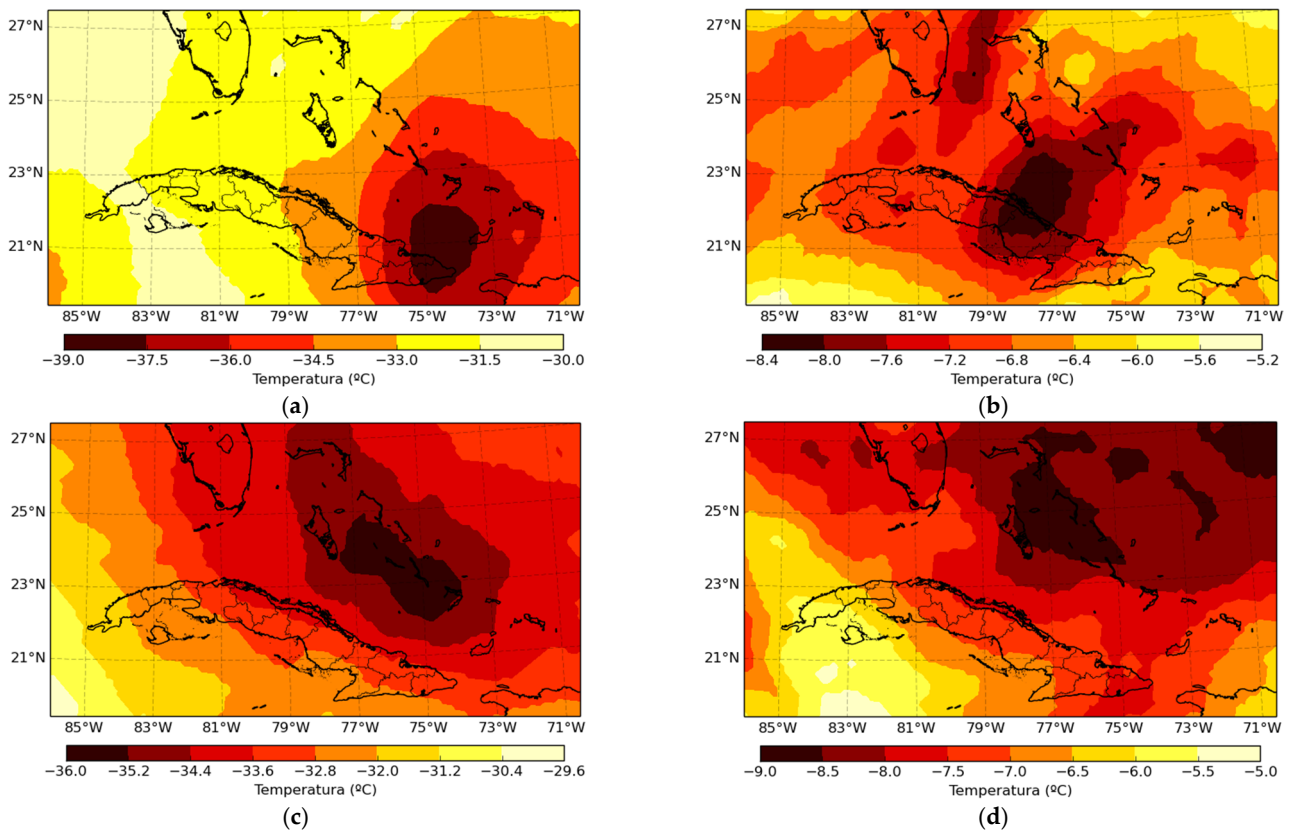 27°N
25°N
23°N
21°N
85°W 83°W 81°W 79°W 77°W 75°W 73°W 71°W
−39.0 −37.5 −36.0 −34.5 −33.0 −31.5 −30.0
Temperatura (ºC)
(a)
27°N
25°N
23°N
21°N
85°W 83°W 81°W 79°W 77°W 75°W 73°W 71°W
−8.4 −8.0 −7.6 −7.2 −6.8 −6.4 −6.0 −5.6 −5.2
Temperatura (ºC)
(b)
27°N
25°N
23°N
21°N
85°W 83°W 81°W 79°W 77°W 75°W 73°W 71°W
−36.0 −35.2 −34.4 −33.6 −32.8 −32.0 −31.2 −30.4 −29.6
Temperatura (ºC)
(c)
27°N
25°N
23°N
21°N
85°W 83°W 81°W 79°W 77°W 75°W 73°W 71°W
−9.0 −8.5 −8.0 −7.5 −7.0 −6.5 −6.0 −5.5 −5.0
Temperatura (ºC)
(d)